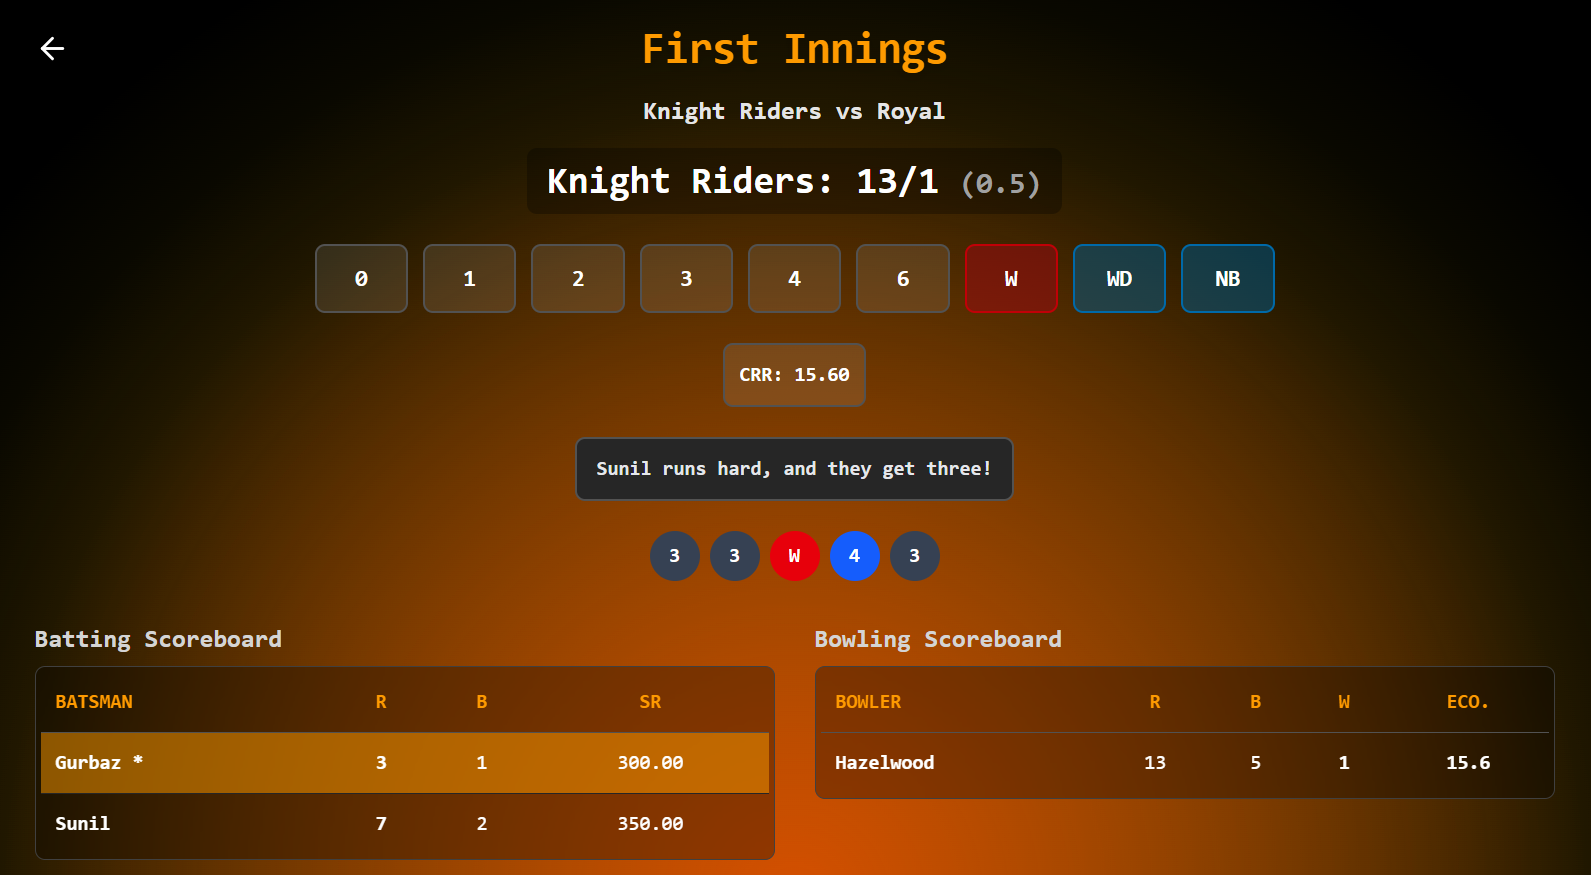 First Innings
Knight Riders vs Royal
Knight Riders: 13/1 (0.5)
0 1 2 3 4 6 W WD NB
CRR: 15.60
Sunil runs hard, and they get three!
3 3 W 4 3
Batting Scoreboard
BATSMAN R B SR
Gurbaz * 3 1 300.00
Sunil 7 2 350.00
Bowling Scoreboard
BOWLER R B W ECO.
Hazelwood 13 5 1 15.6